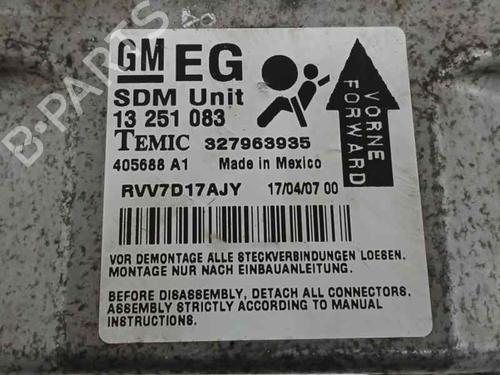 GM EG
SDM Unit
13 251 083
TEMIC 327963935
405688 A1 Made in Mexico
RVV7D17AJY 17/04/07 00
VORNE
FORWARD
VOR DEMONTAGE ALLE STECKVERBINDUNGEN LOESEN.
MONTAGE NUR NACH EINBAUANLEITUNG.
BEFORE DISASSEMBLY, DETACH ALL CONNECTORS.
ASSEMBLY STRICTLY ACCORDING TO MANUAL
INSTRUCTIONS.
B-PARTS